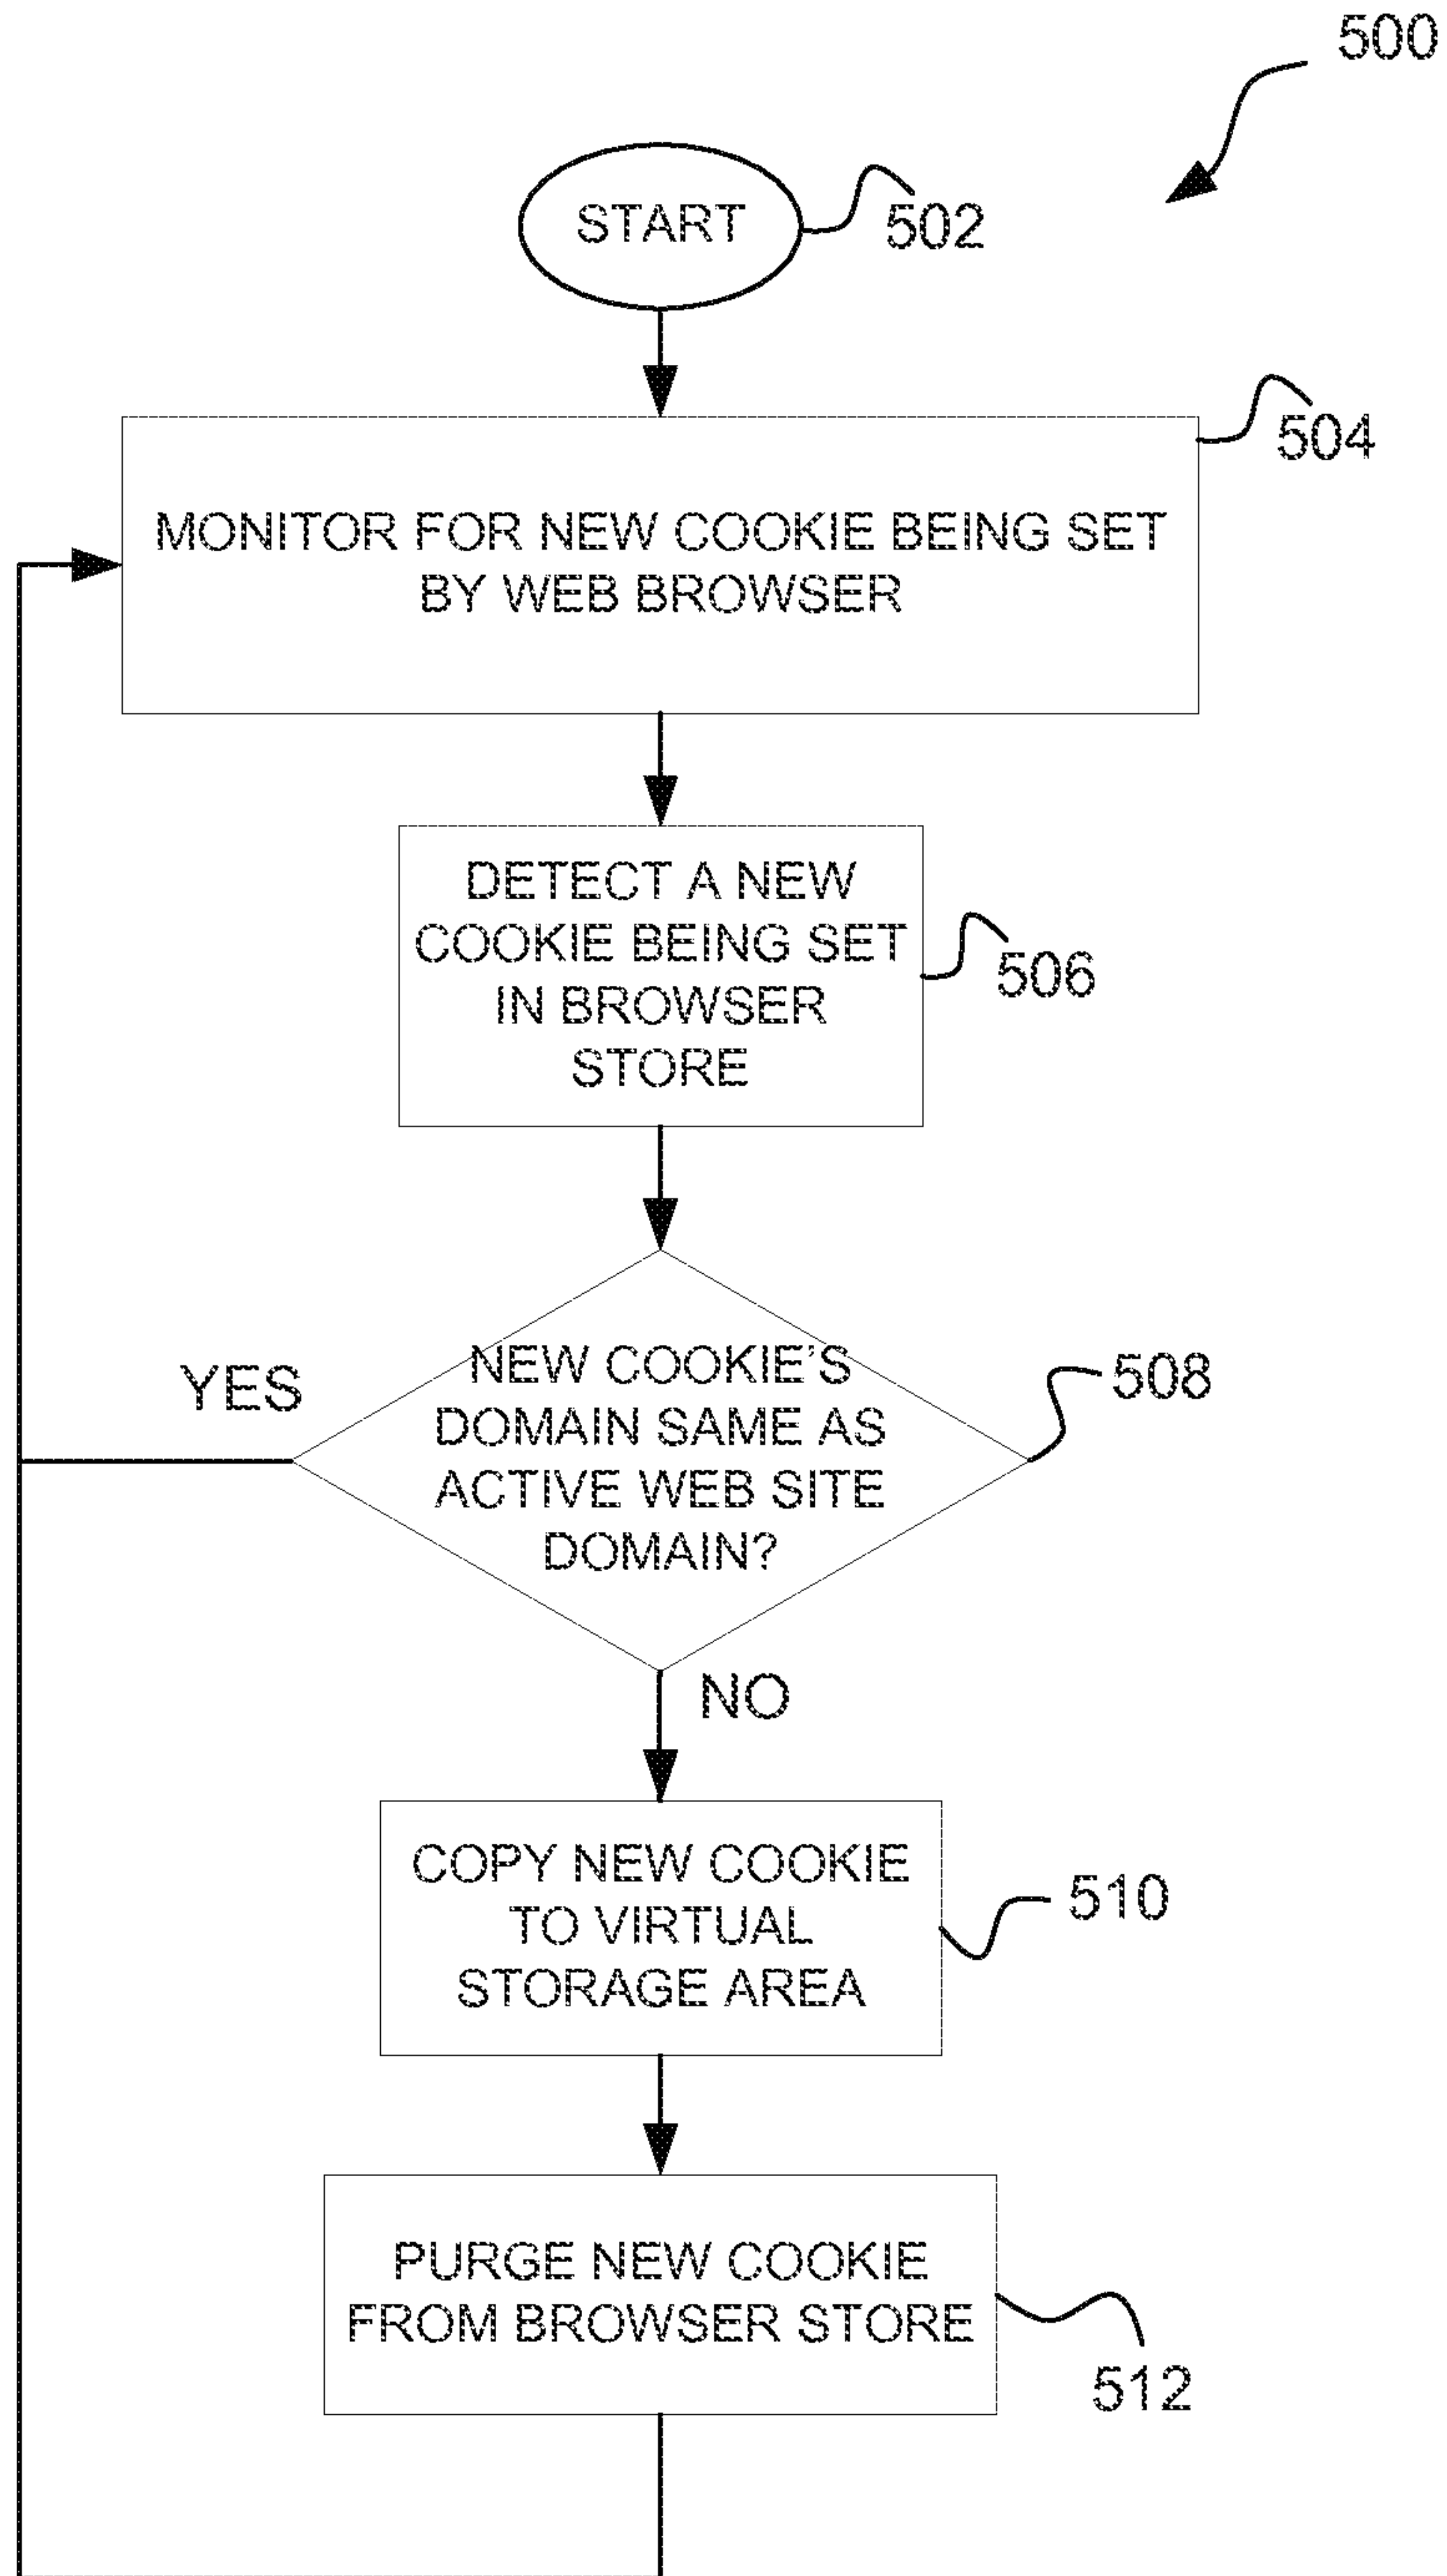 500
START
502
504
MONITOR FOR NEW COOKIE BEING SET
BY WEB BROWSER
DETECT A NEW
COOKIE BEING SET
IN BROWSER
STORE
506
YES
NEW COOKIE'S
DOMAIN SAME AS
ACTIVE WEB SITE
DOMAIN?
508
NO
COPY NEW COOKIE
TO VIRTUAL
STORAGE AREA
510
PURGE NEW COOKIE
FROM BROWSER STORE
512